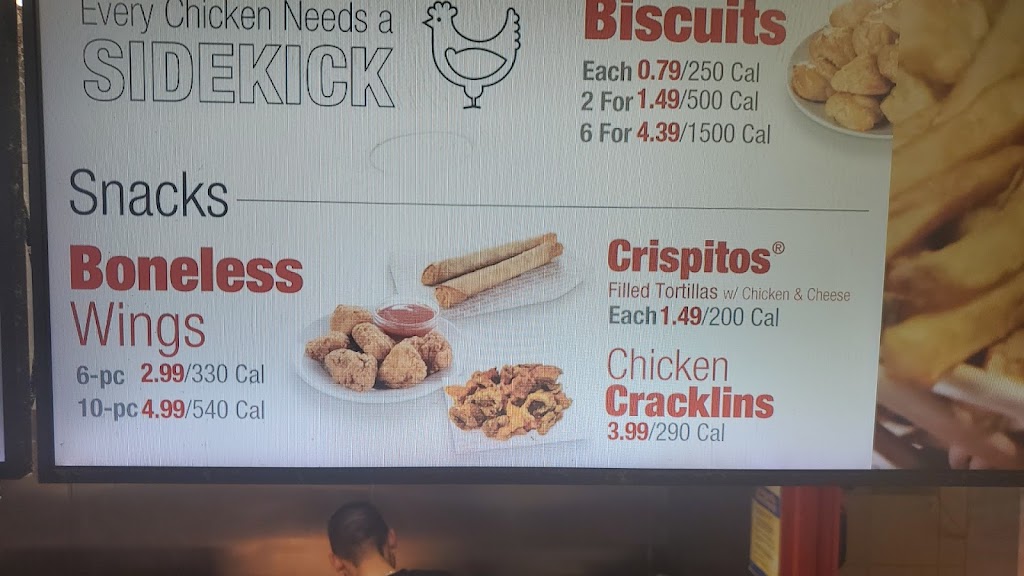 Every Chicken Needs a
SIDEKICK
Biscuits
Each 0.79/250 Cal
2 For 1.49/500 Cal
6 For 4.39/1500 Cal
Snacks
Boneless
Wings
6-pc 2.99/330 Cal
10-pc 4.99/540 Cal
Crispitos®
Filled Tortillas w/ Chicken & Cheese
Each 1.49/200 Cal
Chicken
Cracklins
3.99/290 Cal